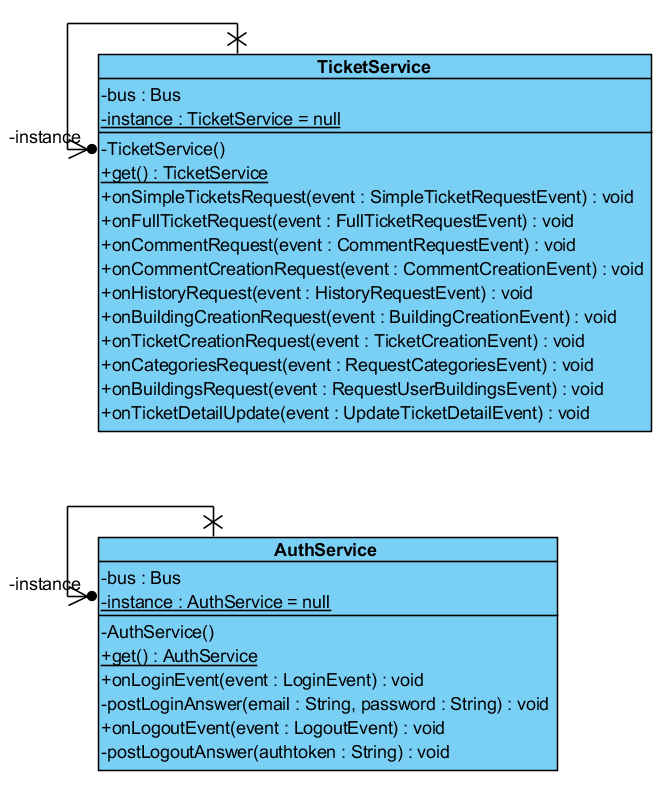 TicketService
-bus : Bus
-instance : TicketService = null
-instance
-TicketService()
+get() : TicketService
+onSimpleTicketsRequest(event : SimpleTicketRequestEvent) : void
+onFullTicketRequest(event : FullTicketRequestEvent) : void
+onCommentRequest(event : CommentRequestEvent) : void
+onCommentCreationRequest(event : CommentCreationEvent) : void
+onHistoryRequest(event : HistoryRequestEvent) : void
+onBuildingCreationRequest(event : BuildingCreationEvent) : void
+onTicketCreationRequest(event : TicketCreationEvent) : void
+onCategoriesRequest(event : RequestCategoriesEvent) : void
+onBuildingsRequest(event : RequestUserBuildingsEvent) : void
+onTicketDetailUpdate(event : UpdateTicketDetailEvent) : void
AuthService
-bus : Bus
-instance
-instance : AuthService = null
-AuthService()
+get() : AuthService
+onLoginEvent(event : LoginEvent) : void
-postLoginAnswer(email : String, password : String) : void
+onLogoutEvent(event : LogoutEvent) : void
-postLogoutAnswer(authtoken : String) : void